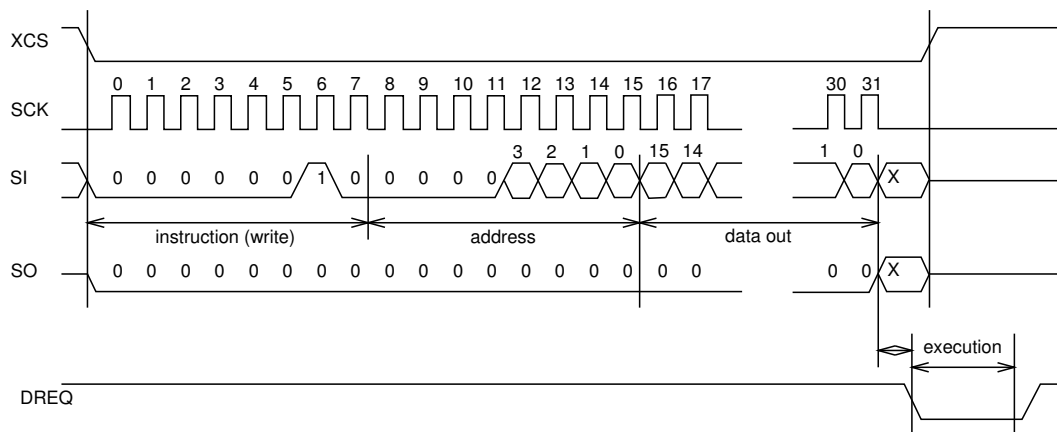 XCS
0 1 2 3 4 5 6 7 8 9 10 11 12 13 14 15 16 17 30 31
SCK
3 2 1 0 15 14 1 0
SI 0 0 0 0 0 0 1 0 0 0 0 0 X
instruction (write) address data out
SO 0 0 0 0 0 0 0 0 0 0 0 0 0 0 0 0 0 0 0 0 X
execution
DREQ